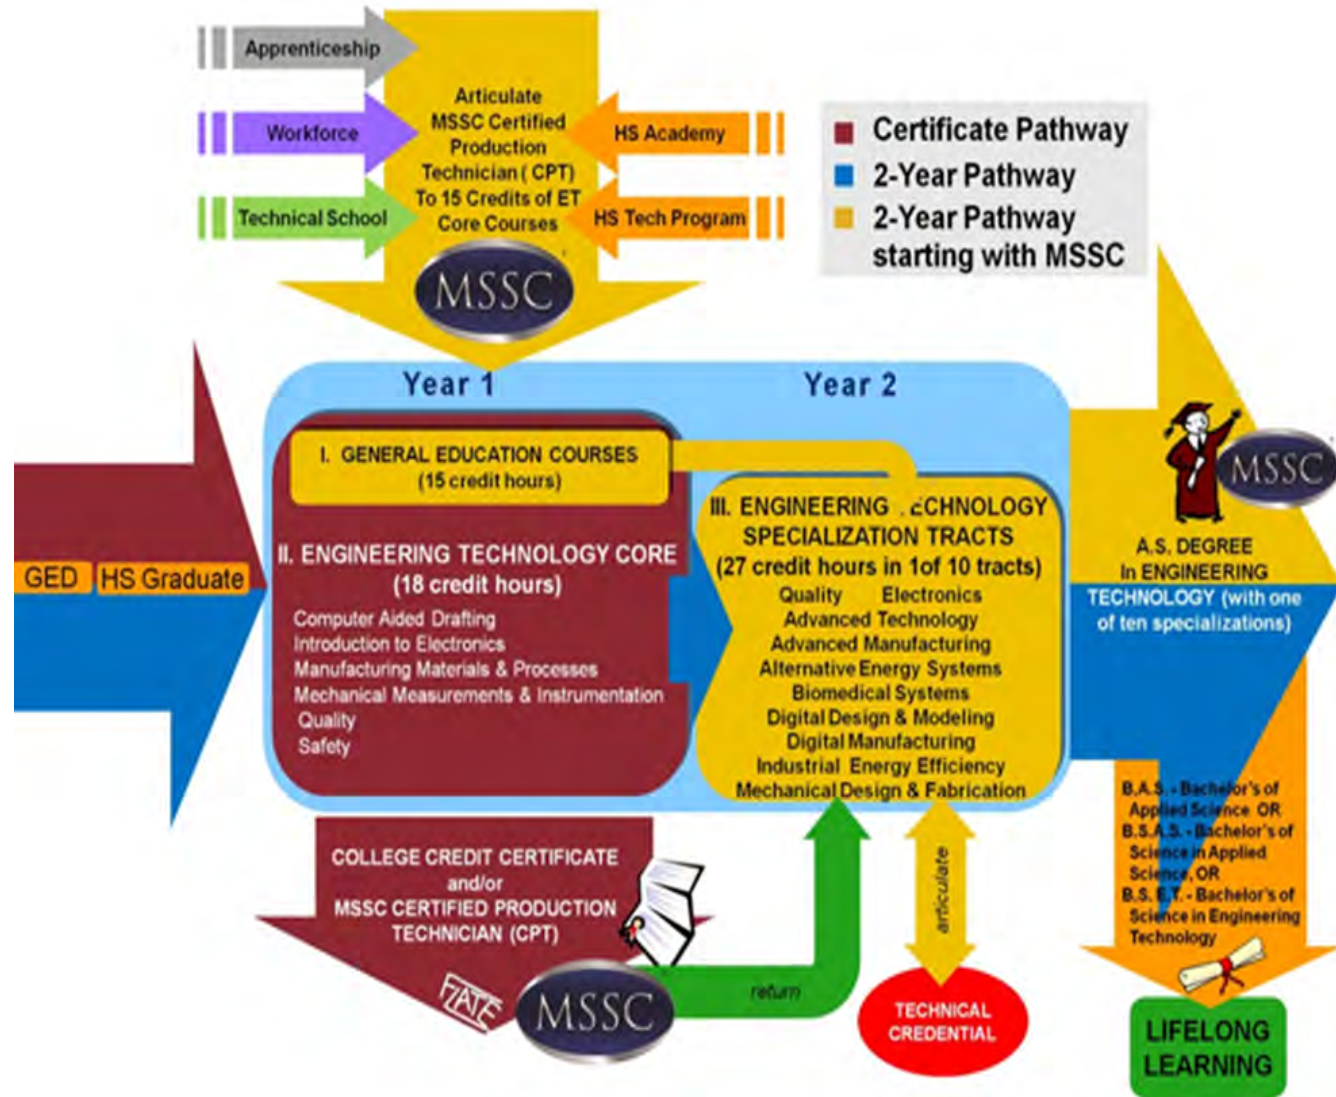 Apprenticeship
Workforce
Technical School
Articulate
MSSC Certified
Production
Technician ( CPT)
To 15 Credits of ET
Core Courses
MSSC
HS Academy
HS Tech Program
Certificate Pathway
2-Year Pathway
2-Year Pathway
starting with MSSC
Year 1
Year 2
GED
HS Graduate
I. GENERAL EDUCATION COURSES
(15 credit hours)
II. ENGINEERING TECHNOLOGY CORE
(18 credit hours)
Computer Aided Drafting
Introduction to Electronics
Manufacturing Materials & Processes
Mechanical Measurements & Instrumentation
Quality
Safety
III. ENGINEERING .ECHNOLOGY
SPECIALIZATION TRACTS
(27 credit hours in 1of 10 tracts)
Quality Electronics
Advanced Technology
Advanced Manufacturing
Alternative Energy Systems
Biomedical Systems
Digital Design & Modeling
Digital Manufacturing
Industrial Energy Efficiency
Mechanical Design & Fabrication
MSSC
A.S. DEGREE
In ENGINEERING
TECHNOLOGY (with one
of ten specializations)
B.A.S. - Bachelor's of
Applied Science OR
B.S.A.S. - Bachelor's of
Science in Applied
Science, OR
B.S. E.T. - Bachelor's of
Science in Engineering
Technology
COLLEGE CREDIT CERTIFICATE
and/or
MSSC CERTIFIED PRODUCTION
TECHNICIAN (CPT)
FLATE
MSSC
return
articulate
TECHNICAL
CREDENTIAL
LIFELONG
LEARNING